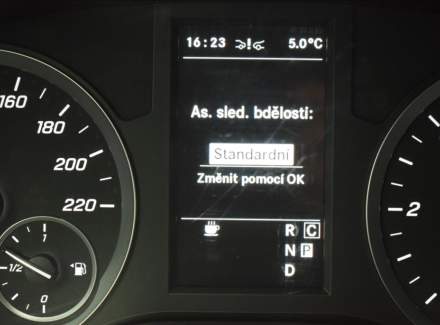 16:23 5.0°C
As. sled. bdělosti:
Standardní
Změnit pomocí OK
R C
N P
D
160
180
200
220
1
1/2
0
2